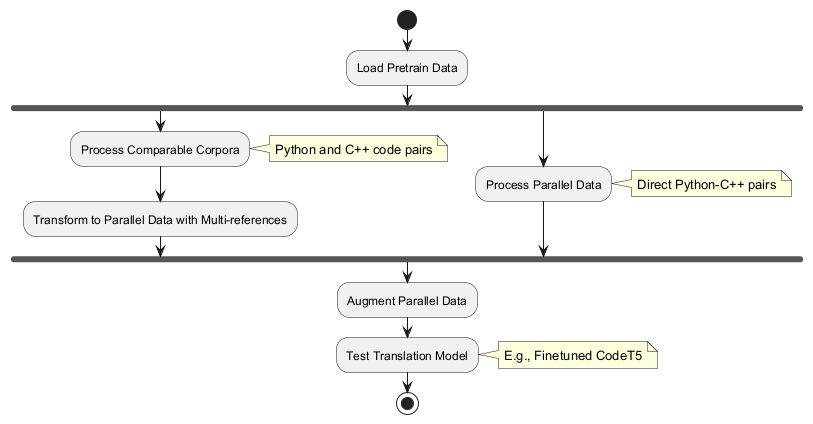 Load Pretrain Data
Process Comparable Corpora
Python and C++ code pairs
Transform to Parallel Data with Multi-references
Process Parallel Data
Direct Python-C++ pairs
Augment Parallel Data
Test Translation Model
E.g., Finetuned CodeT5